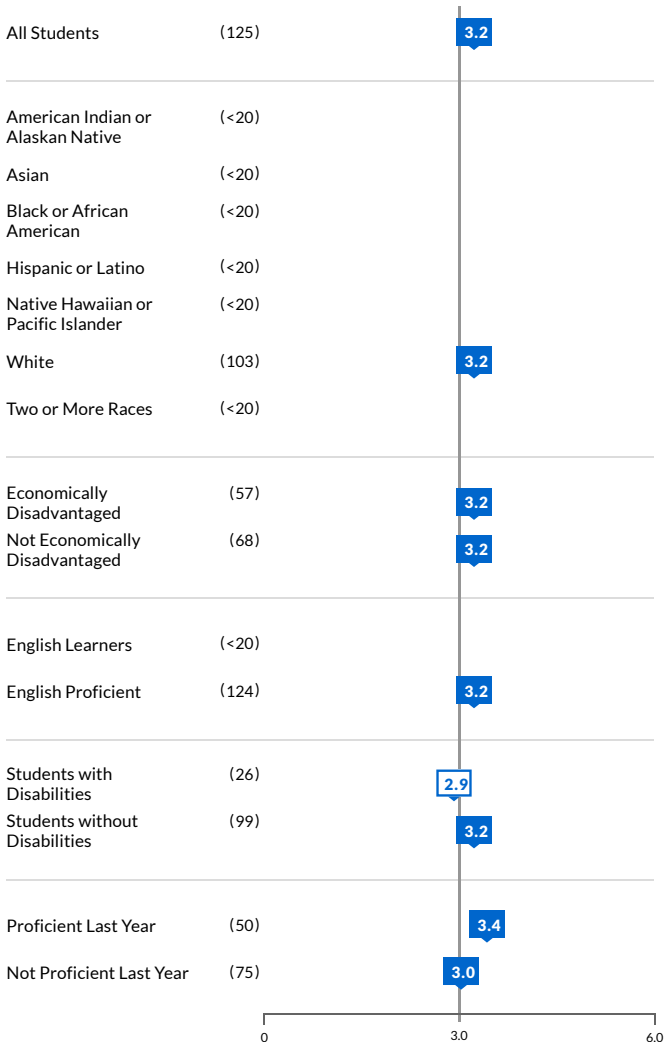 All Students (125) 3.2
American Indian or (<20)
Alaskan Native
Asian (<20)
Black or African (<20)
American
Hispanic or Latino (<20)
Native Hawaiian or (<20)
Pacific Islander
White (103) 3.2
Two or More Races (<20)
Economically (57) 3.2
Disadvantaged
Not Economically (68) 3.2
Disadvantaged
English Learners (<20)
English Proficient (124) 3.2
Students with (26) 2.9
Disabilities
Students without (99) 3.2
Disabilities
Proficient Last Year (50) 3.4
Not Proficient Last Year (75) 3.0
0 3.0 6.0